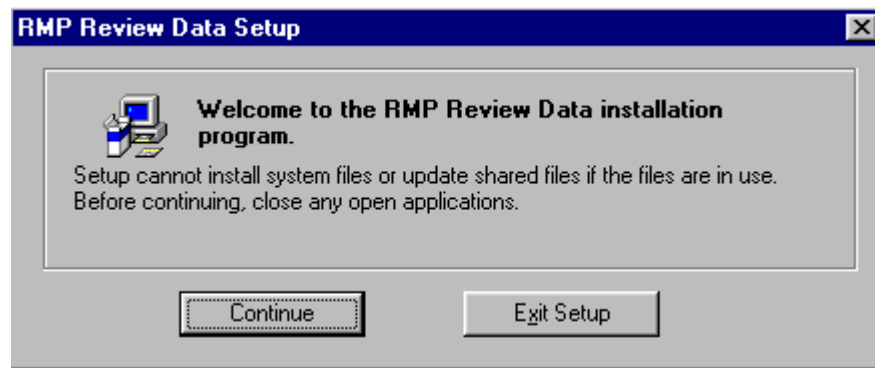 RMP Review Data Setup
Welcome to the RMP Review Data installation
program.
Setup cannot install system files or update shared files if the files are in use.
Before continuing, close any open applications.
Continue
Exit Setup